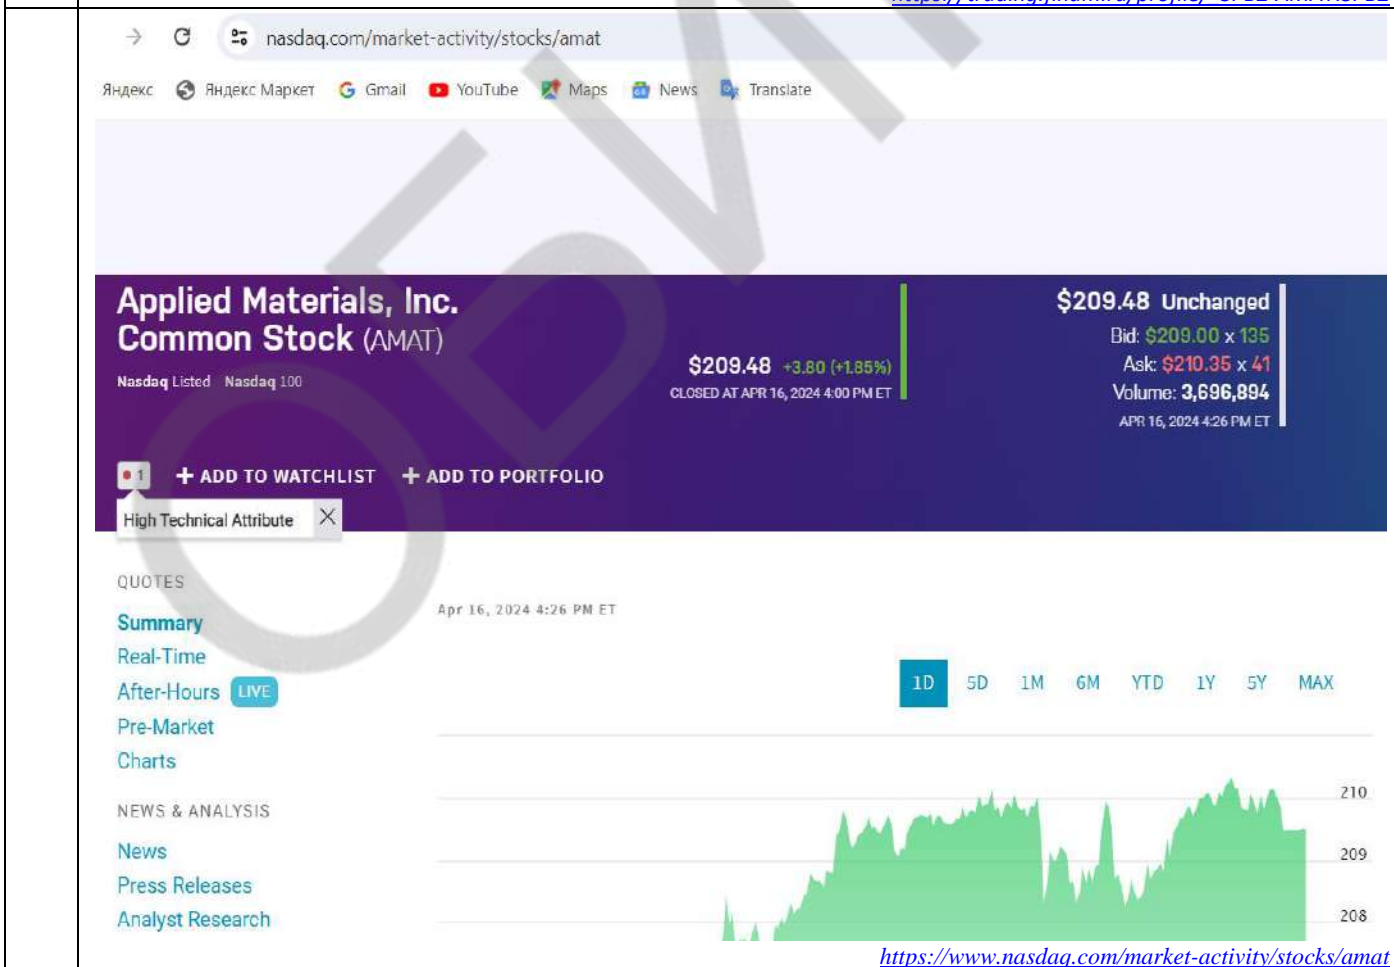 nasdaq.com/market-activity/stocks/amat
Яндекс Яндекс Маркет Gmail YouTube Maps News Translate
Applied Materials, Inc.
Common Stock (AMAT)
Nasdaq Listed Nasdaq 100
$209.48 +3.80 (+1.85%)
CLOSED AT APR 16, 2024 4:00 PM ET
$209.48 Unchanged
Bid: $209.00 x 135
Ask: $210.35 x 41
Volume: 3,696,894
APR 16, 2024 4:26 PM ET
1 + ADD TO WATCHLIST + ADD TO PORTFOLIO
High Technical Attribute
QUOTES
Summary
Real-Time
After-Hours LIVE
Pre-Market
Charts
NEWS & ANALYSIS
News
Press Releases
Analyst Research
Apr 16, 2024 4:26 PM ET
1D 5D 1M 6M YTD 1Y 5Y MAX
210
209
208
https://www.nasdaq.com/market-activity/stocks/amat